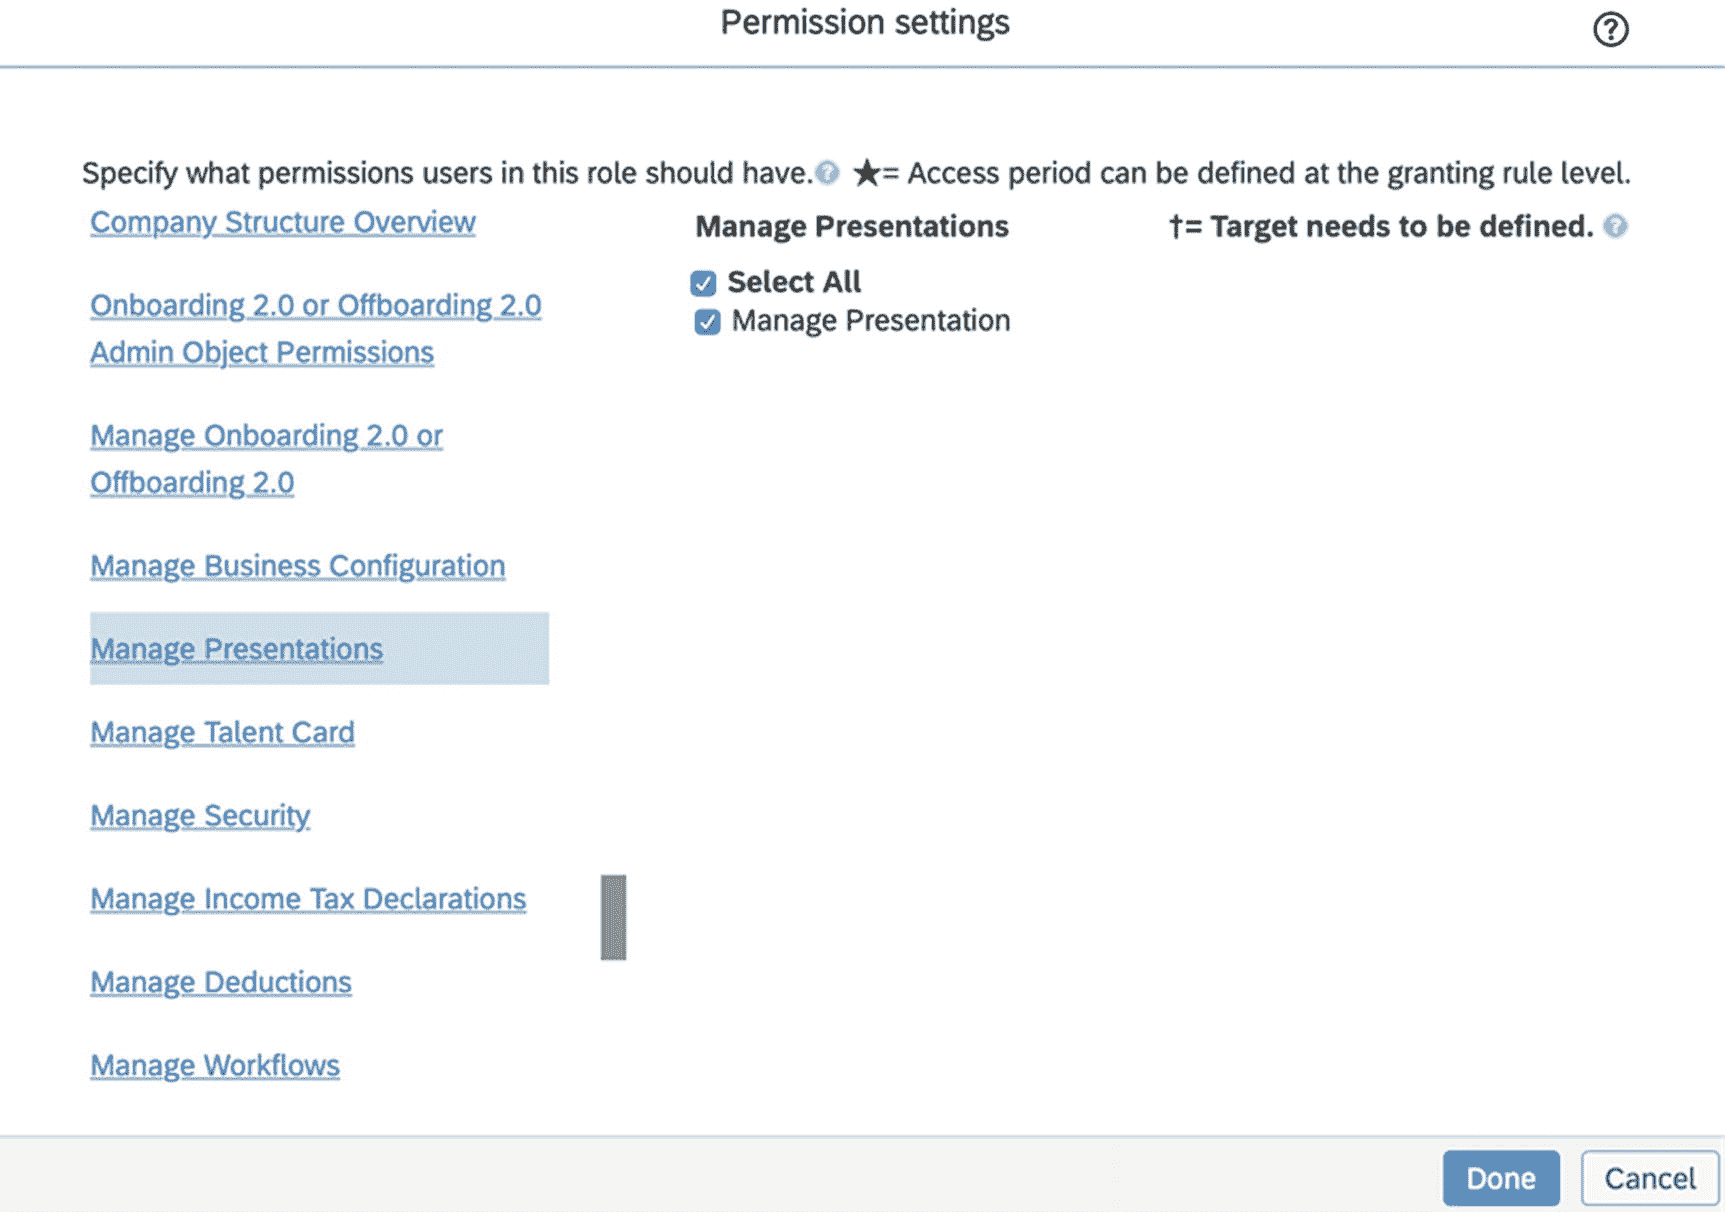 Permission settings
Specify what permissions users in this role should have. ★= Access period can be defined at the granting rule level.
Company Structure Overview
Onboarding 2.0 or Offboarding 2.0
Admin Object Permissions
Manage Onboarding 2.0 or
Offboarding 2.0
Manage Business Configuration
Manage Presentations
Manage Talent Card
Manage Security
Manage Income Tax Declarations
Manage Deductions
Manage Workflows
Manage Presentations
†= Target needs to be defined.
Select All
Manage Presentation
Done
Cancel